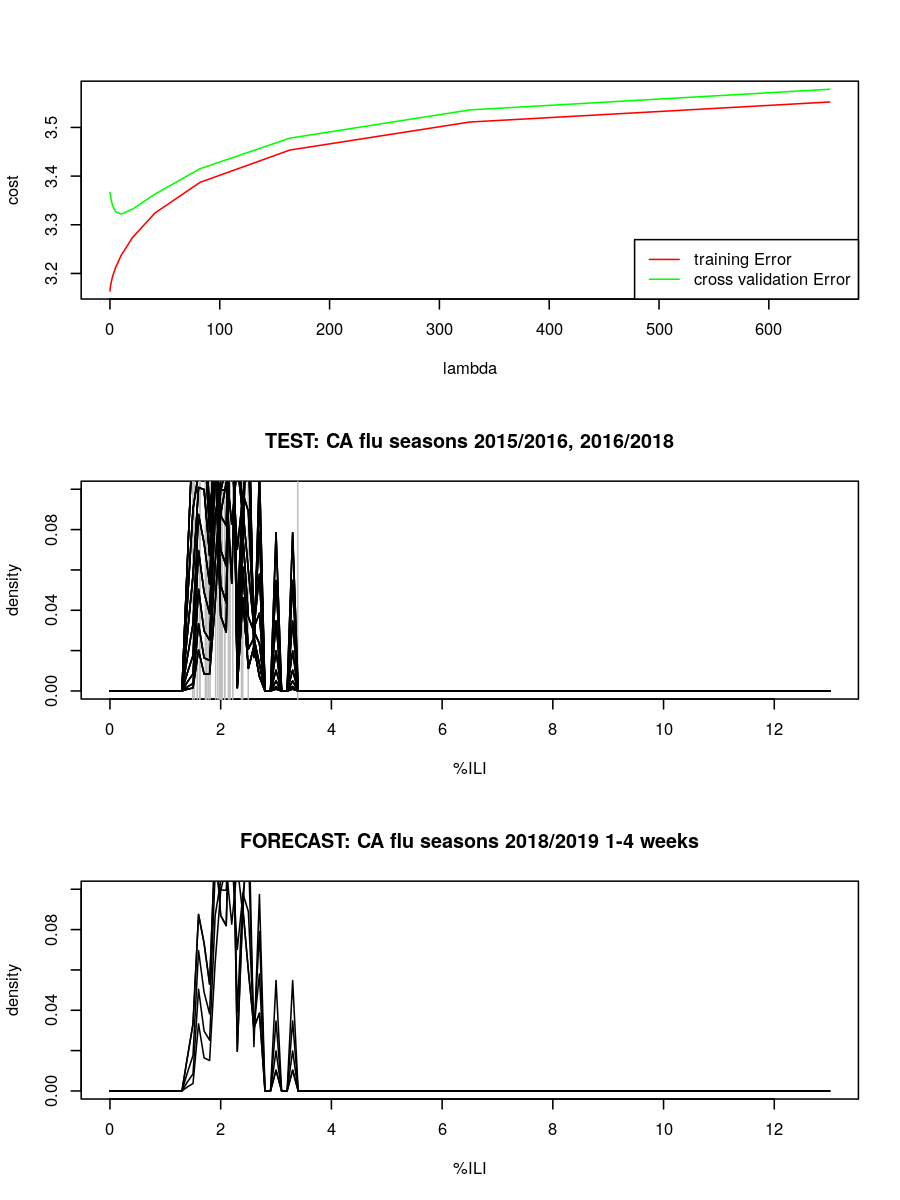 cost
3.2 3.3 3.4 3.5
training Error
cross validation Error
0 100 200 300 400 500 600
lambda
TEST: CA flu seasons 2015/2016, 2016/2018
density
0.00 0.04 0.08
0 2 4 6 8 10 12
%ILI
FORECAST: CA flu seasons 2018/2019 1-4 weeks
density
0.00 0.04 0.08
0 2 4 6 8 10 12
%ILI